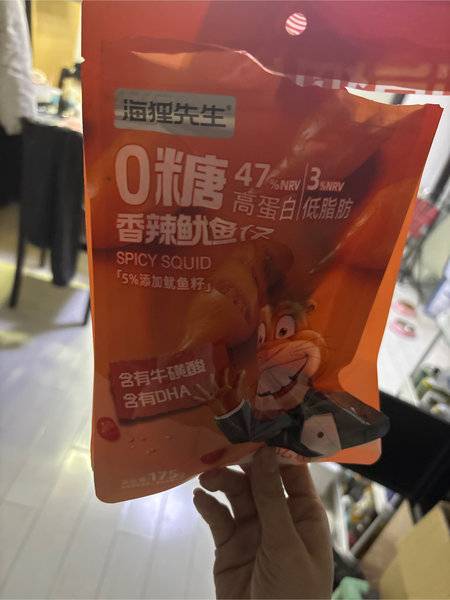 海狸先生®
0糖
47%NRV
高蛋白
3%NRV
低脂肪
香辣鱿鱼仔
SPICY SQUID
「5%添加鱿鱼籽」
含有牛磺酸
含有DHA
175